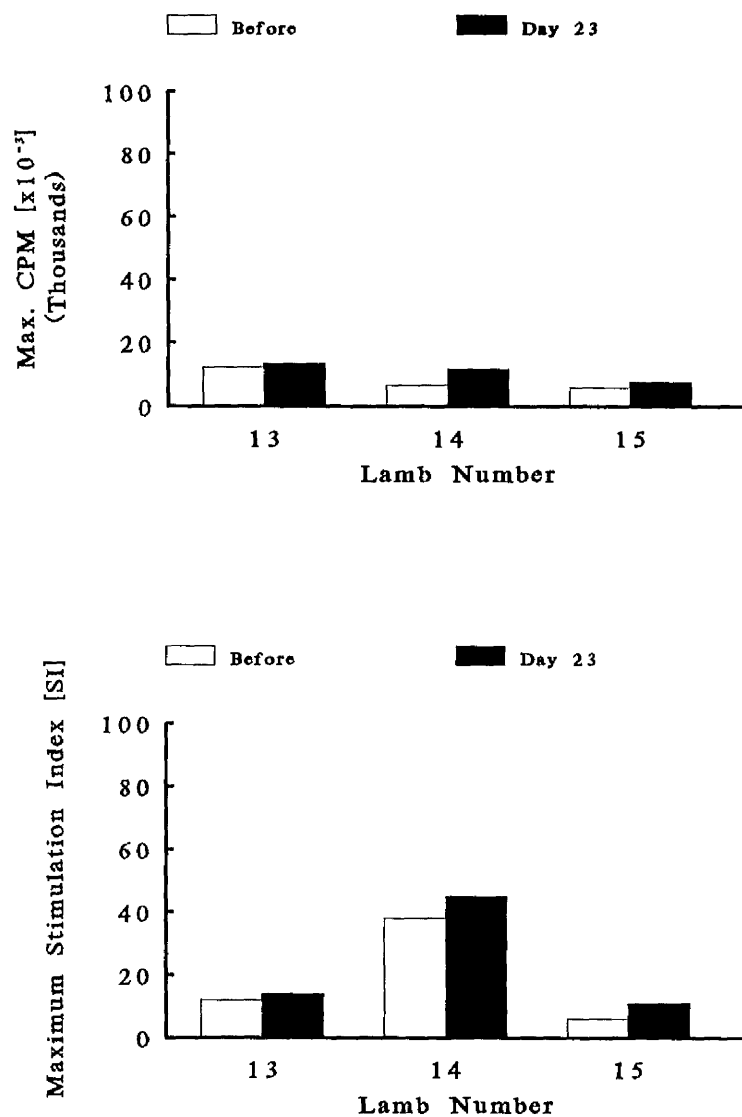 Before Day 23
Max. CPM [x10⁻³]
(Thousands)
100
80
60
40
20
0
13 14 15
Lamb Number
Before Day 23
Maximum Stimulation Index [SI]
100
80
60
40
20
0
13 14 15
Lamb Number